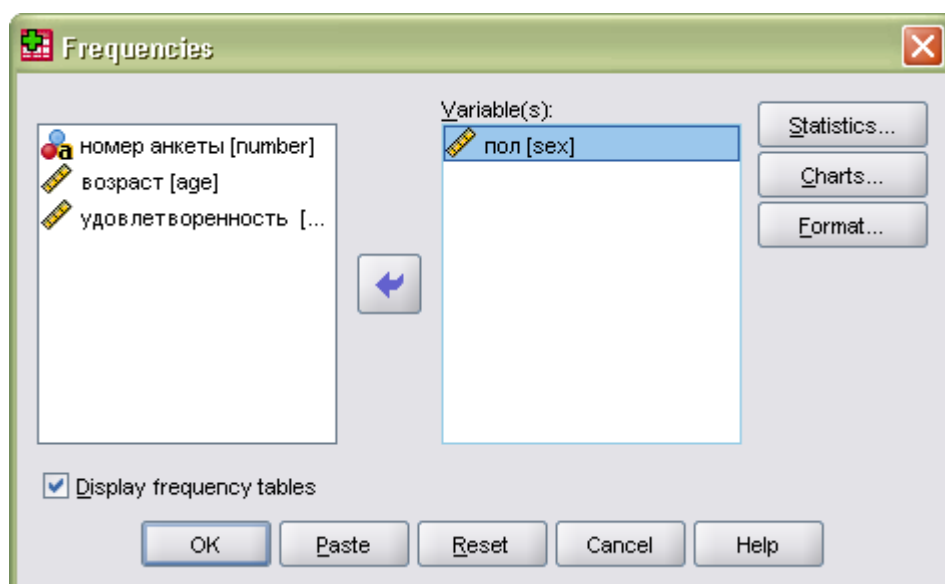 Frequencies
номер анкеты [number]
возраст [age]
удовлетворенность [...
Variable(s):
пол [sex]
Statistics...
Charts...
Format...
Display frequency tables
OK
Paste
Reset
Cancel
Help